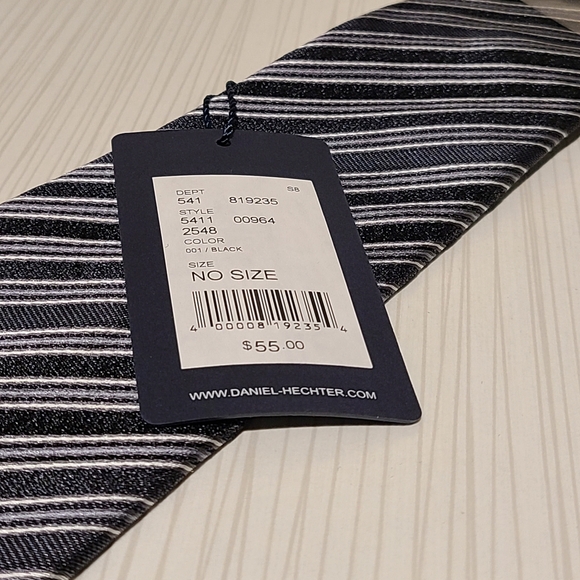 DEPT S8
541 819235
STYLE
5411 00964
2548
COLOR
001 / BLACK
SIZE
NO SIZE
4 00008 19235 4
$55.00
WWW.DANIEL-HECHTER.COM